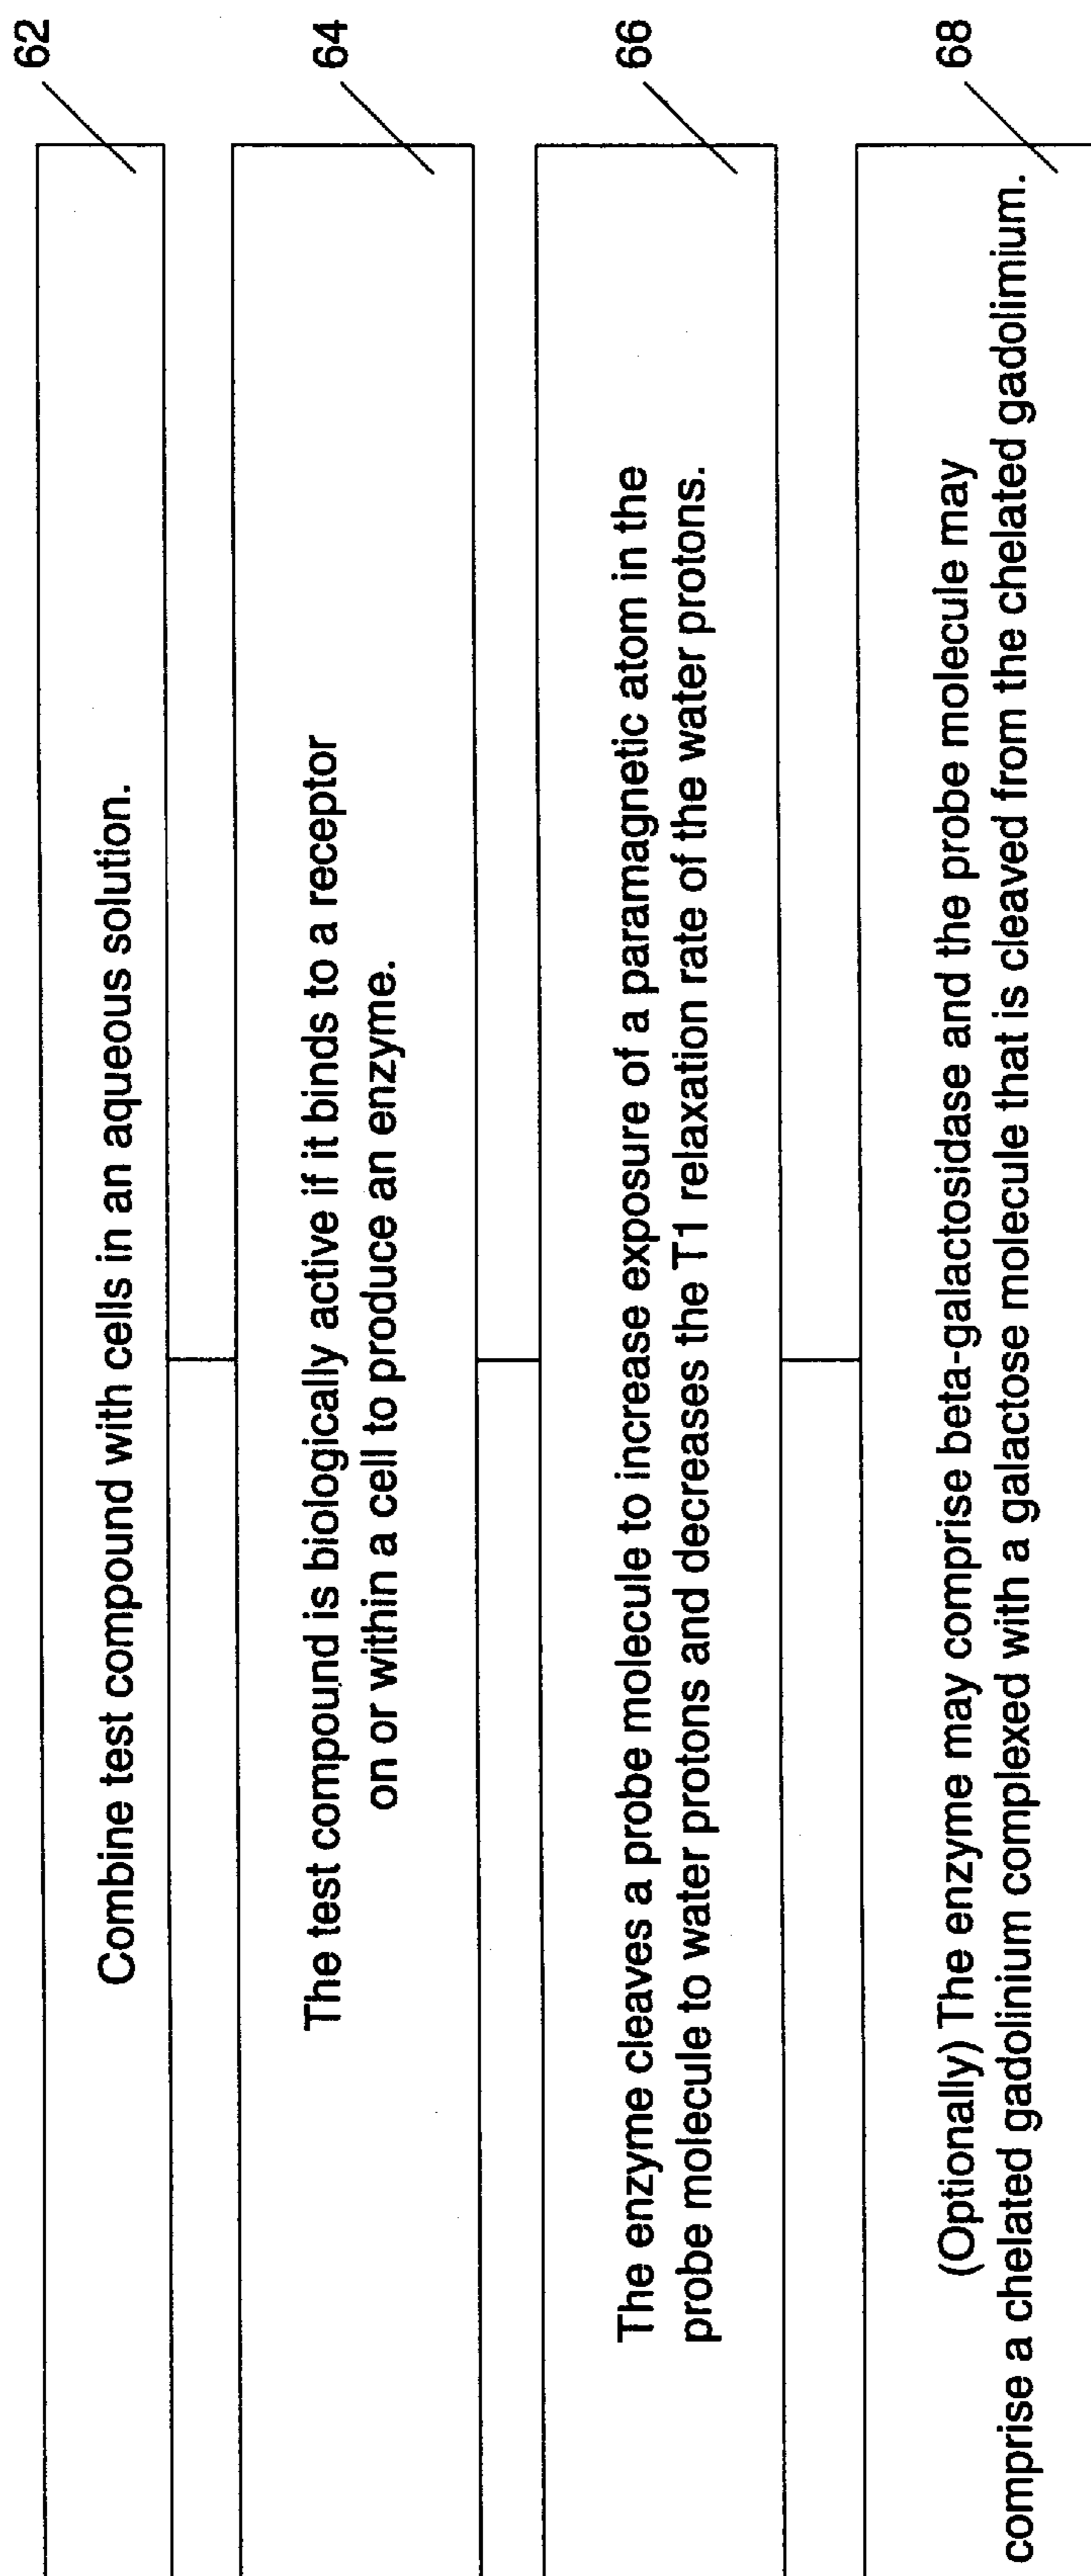 62
Combine test compound with cells in an aqueous solution.
64
The test compound is biologically active if it binds to a receptor
on or within a cell to produce an enzyme.
66
The enzyme cleaves a probe molecule to increase exposure of a paramagnetic atom in the
probe molecule to water protons and decreases the T1 relaxation rate of the water protons.
68
(Optionally) The enzyme may comprise beta-galactosidase and the probe molecule may
comprise a chelated gadolinium complexed with a galactose molecule that is cleaved from the chelated gadolimium.